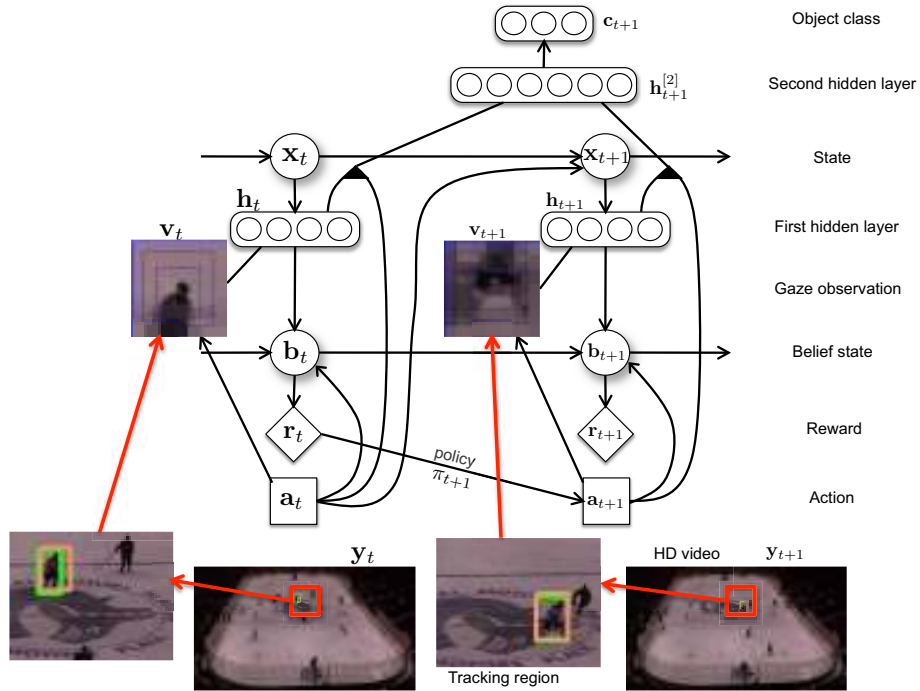 c_{t+1} Object class
h^{[2]}_{t+1} Second hidden layer
x_t x_{t+1} State
h_t h_{t+1} First hidden layer
v_t v_{t+1}
Gaze observation
b_t b_{t+1} Belief state
r_t r_{t+1} Reward
policy
π_{t+1}
a_t a_{t+1} Action
y_t HD video y_{t+1}
Tracking region